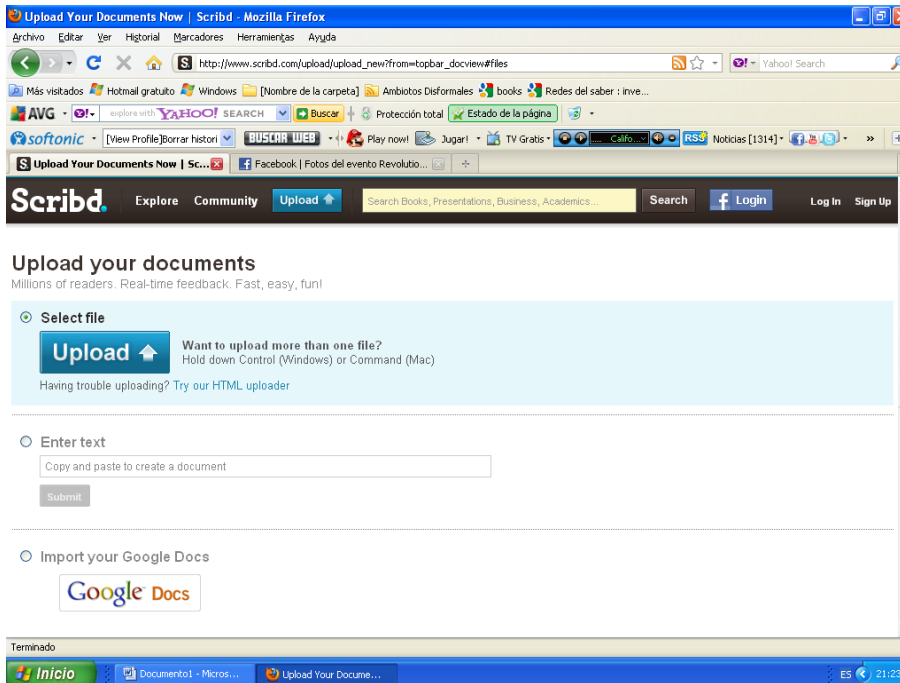 Upload Your Documents Now | Scribd - Mozilla Firefox
Archivo Editar Ver Historial Marcadores Herramientas Ayuda
http://www.scribd.com/upload/upload_new?from=topbar_docview#files Yahoo! Search
Más visitados Hotmail gratuito Windows [Nombre de la carpeta] Ambiotos Disformales books Redes del saber : inve...
AVG explore with YAHOO! SEARCH Buscar Protección total Estado de la página
softonic [View Profile]Borrar histori BUSCAR WEB Play now! Jugar! TV Gratis Califo... RSS Noticias [1314] »
Upload Your Documents Now | Sc... Facebook | Fotos del evento Revolutio...
Scribd. Explore Community Upload Search Books, Presentations, Business, Academics... Search f Login Log In Sign Up
Upload your documents
Millions of readers. Real-time feedback. Fast, easy, fun!
Select file
Upload
Want to upload more than one file?
Hold down Control (Windows) or Command (Mac)
Having trouble uploading? Try our HTML uploader
Enter text
Copy and paste to create a document
Submit
Import your Google Docs
Google Docs
Terminado
Inicio Documento1 - Micros... Upload Your Docume... ES 21:23